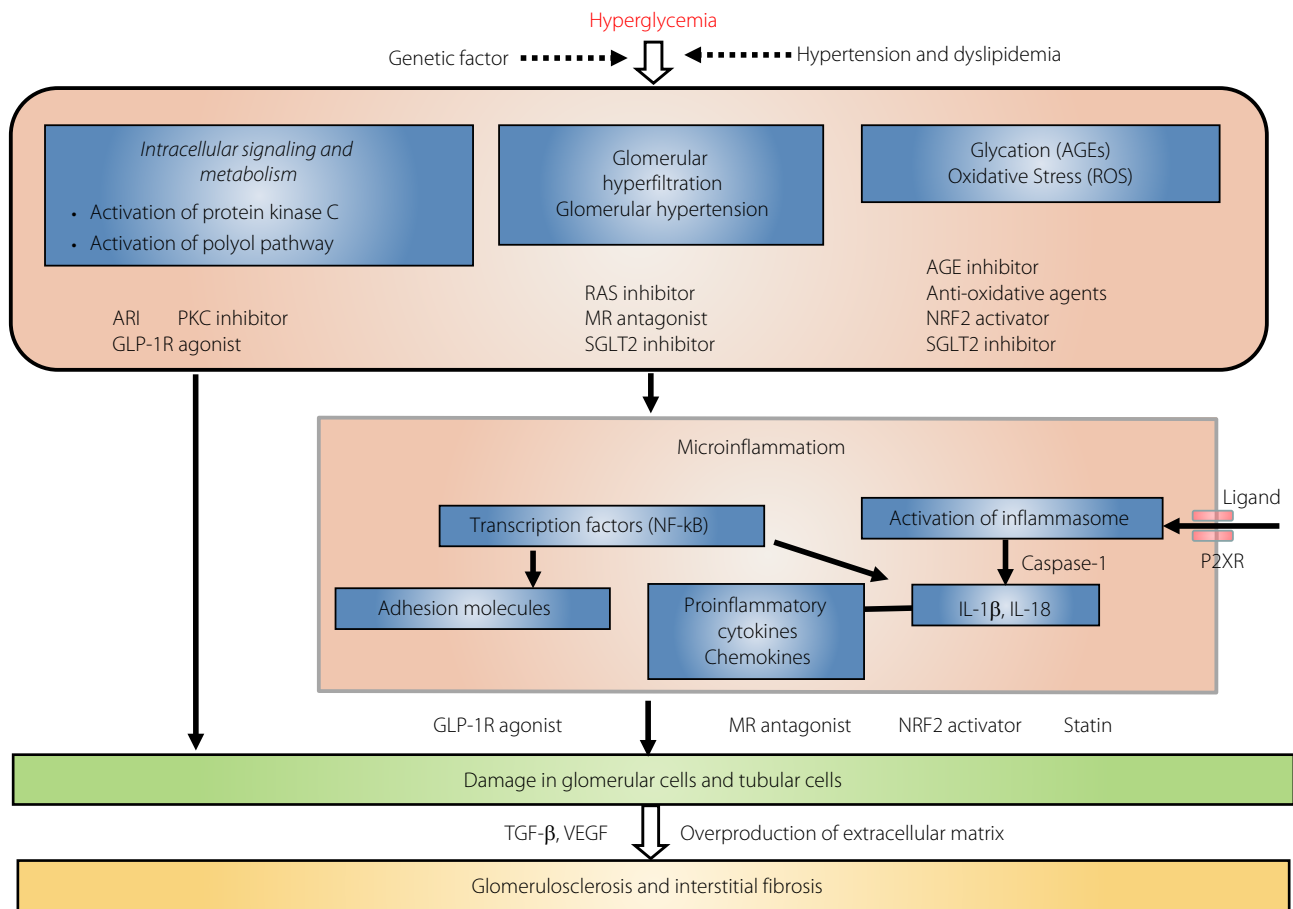 Hyperglycemia
Genetic factor
Hypertension and dyslipidemia
Intracellular signaling and
metabolism
• Activation of protein kinase C
• Activation of polyol pathway
ARI PKC inhibitor
GLP-1R agonist
Glomerular
hyperfiltration
Glomerular hypertension
RAS inhibitor
MR antagonist
SGLT2 inhibitor
Glycation (AGEs)
Oxidative Stress (ROS)
AGE inhibitor
Anti-oxidative agents
NRF2 activator
SGLT2 inhibitor
Microinflammatiom
Transcription factors (NF-kB)
Activation of inflammasome
Ligand
P2XR
Caspase-1
Adhesion molecules
Proinflammatory
cytokines
Chemokines
IL-1β, IL-18
GLP-1R agonist
MR antagonist
NRF2 activator
Statin
Damage in glomerular cells and tubular cells
TGF-β, VEGF
Overproduction of extracellular matrix
Glomerulosclerosis and interstitial fibrosis